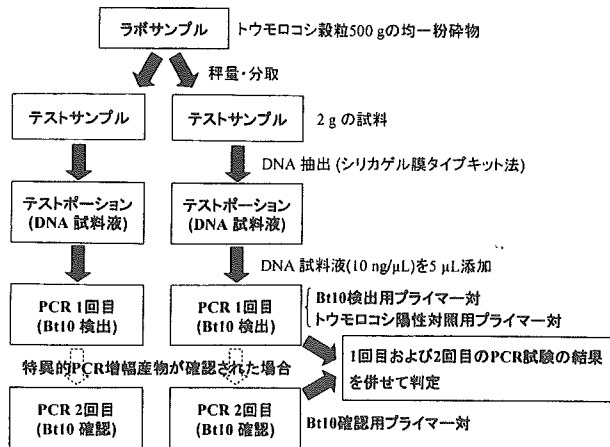 ラボサンプル
トウモロコシ穀粒500 gの均一粉砕物
秤量・分取
テストサンプル
テストサンプル
2 g の試料
DNA 抽出 (シリカゲル膜タイプキット法)
テストポーション
(DNA 試料液)
テストポーション
(DNA 試料液)
DNA 試料液(10 ng/μL)を5 μL添加
PCR 1回目
(Bt10 検出)
PCR 1回目
(Bt10 検出)
Bt10検出用プライマー対
トウモロコシ陽性対照用プライマー対
特異的PCR増幅産物が確認された場合
1回目および2回目のPCR試験の結果
を併せて判定
PCR 2回目
(Bt10 確認)
PCR 2回目
(Bt10 確認)
Bt10確認用プライマー対